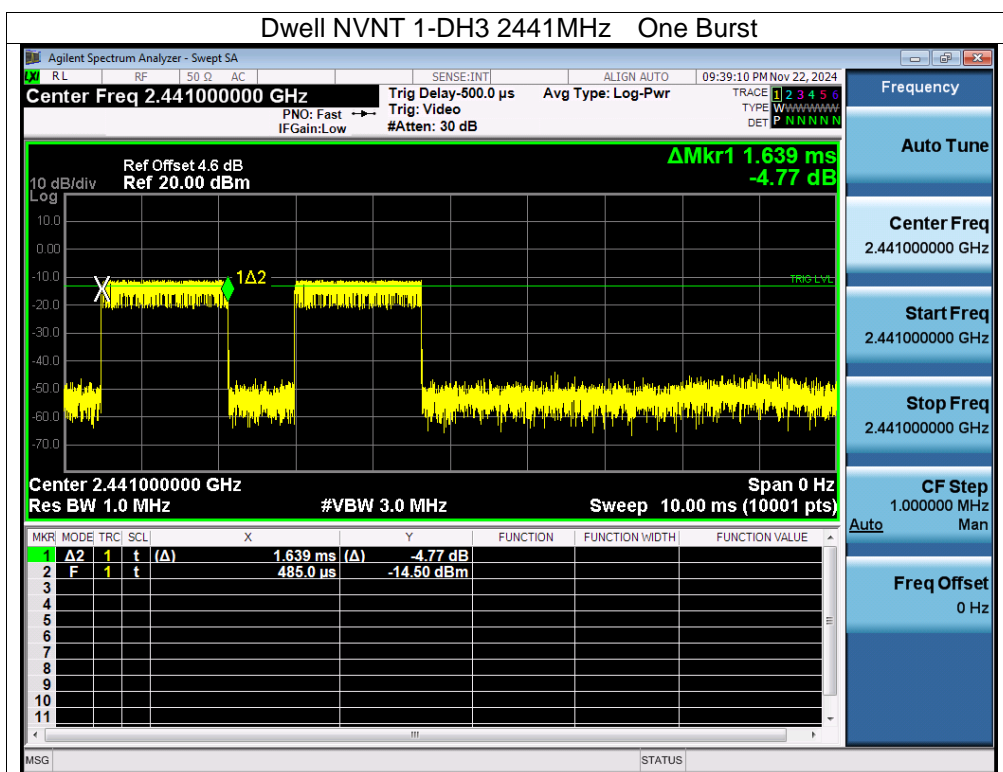 Dwell NVNT 1-DH3 2441MHz One Burst
Agilent Spectrum Analyzer - Swept SA
LXI RL RF 50 Ω AC SENSE:INT ALIGN AUTO 09:39:10 PM Nov 22, 2024
Center Freq 2.441000000 GHz
PNO: Fast
IFGain:Low
Trig Delay-500.0 µs
Trig: Video
#Atten: 30 dB
Avg Type: Log-Pwr
TRACE 1 2 3 4 5 6
TYPE WWWWWW
DET P N N N N N
ΔMkr1 1.639 ms
-4.77 dB
Ref Offset 4.6 dB
10 dB/div Ref 20.00 dBm
Log
10.0
0.00
-10.0
-20.0
-30.0
-40.0
-50.0
-60.0
-70.0
1Δ2
TRIG LVL
Center 2.441000000 GHz Span 0 Hz
Res BW 1.0 MHz #VBW 3.0 MHz Sweep 10.00 ms (10001 pts)
MKR MODE TRC SCL X Y FUNCTION FUNCTION WIDTH FUNCTION VALUE
1 Δ2 1 t (Δ) 1.639 ms (Δ) -4.77 dB
2 F 1 t 485.0 µs -14.50 dBm
3
4
5
6
7
8
9
10
11
MSG STATUS
Frequency
Auto Tune
Center Freq
2.441000000 GHz
Start Freq
2.441000000 GHz
Stop Freq
2.441000000 GHz
CF Step
1.000000 MHz
Auto Man
Freq Offset
0 Hz